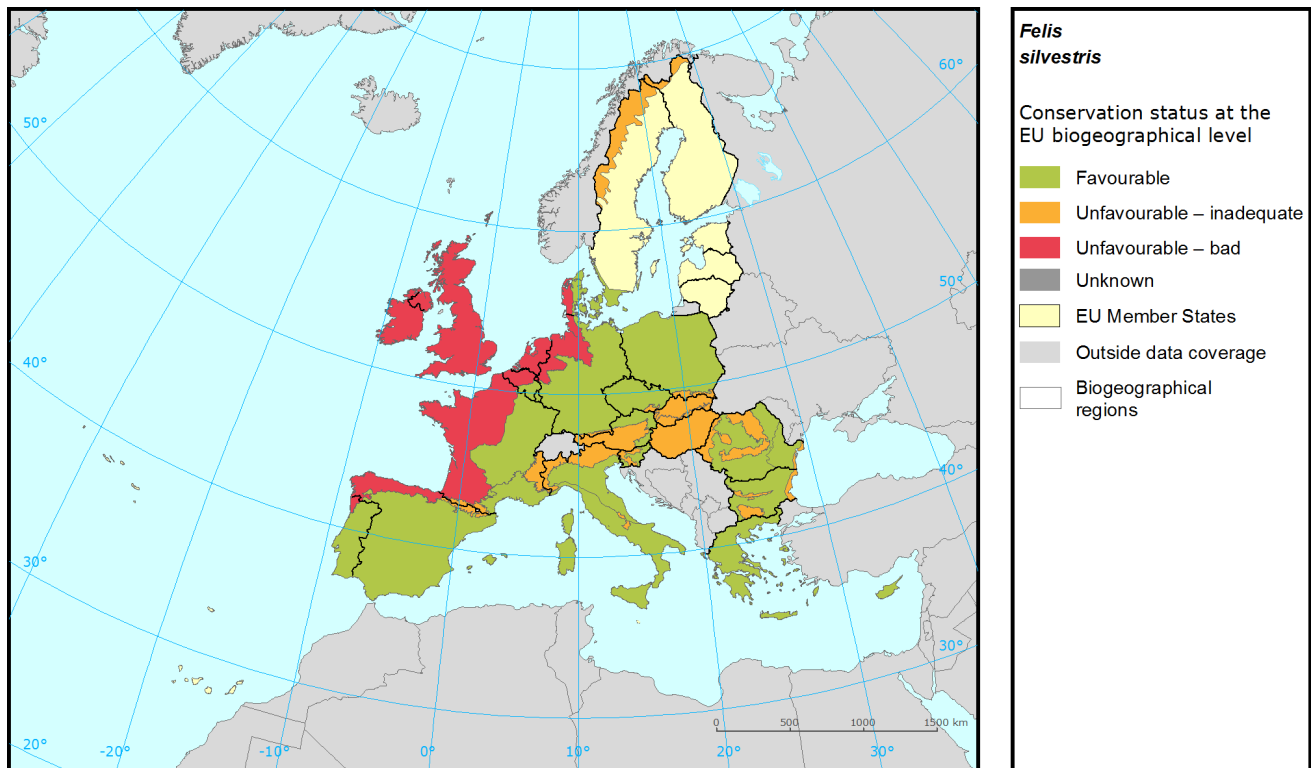 Felis
silvestris
Conservation status at the
EU biogeographical level
Favourable
Unfavourable – inadequate
Unfavourable – bad
Unknown
EU Member States
Outside data coverage
Biogeographical
regions
60°
50°
50°
40°
40°
30°
30°
20°
-20°
-10°
0°
10°
20°
30°
0
500
1000
1500 km